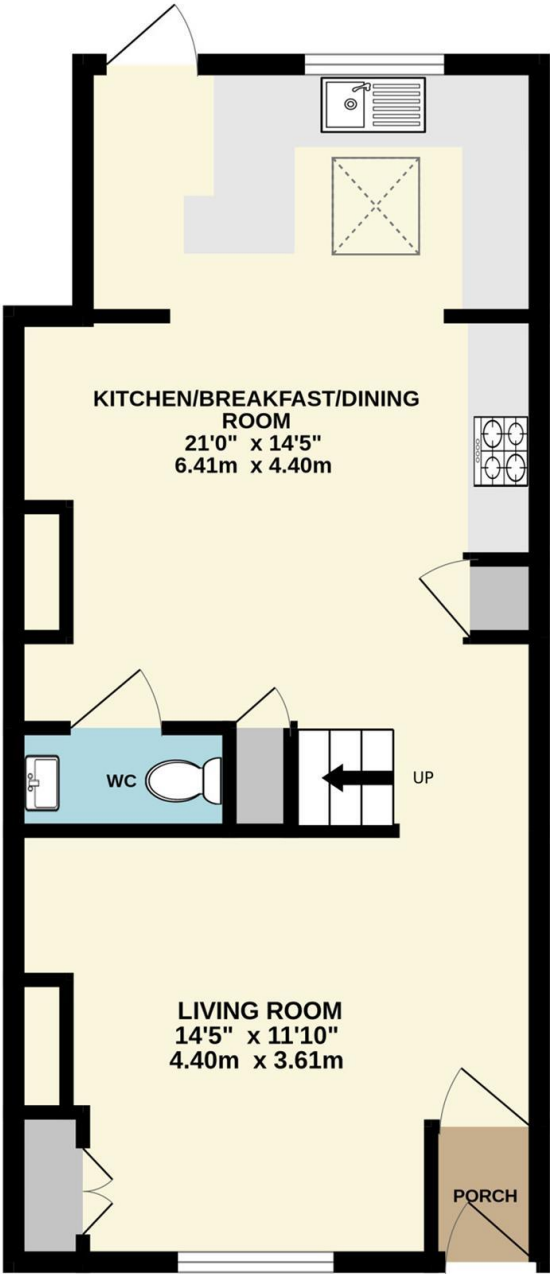 KITCHEN/BREAKFAST/DINING
ROOM
21'0" x 14'5"
6.41m x 4.40m
WC
UP
LIVING ROOM
14'5" x 11'10"
4.40m x 3.61m
PORCH